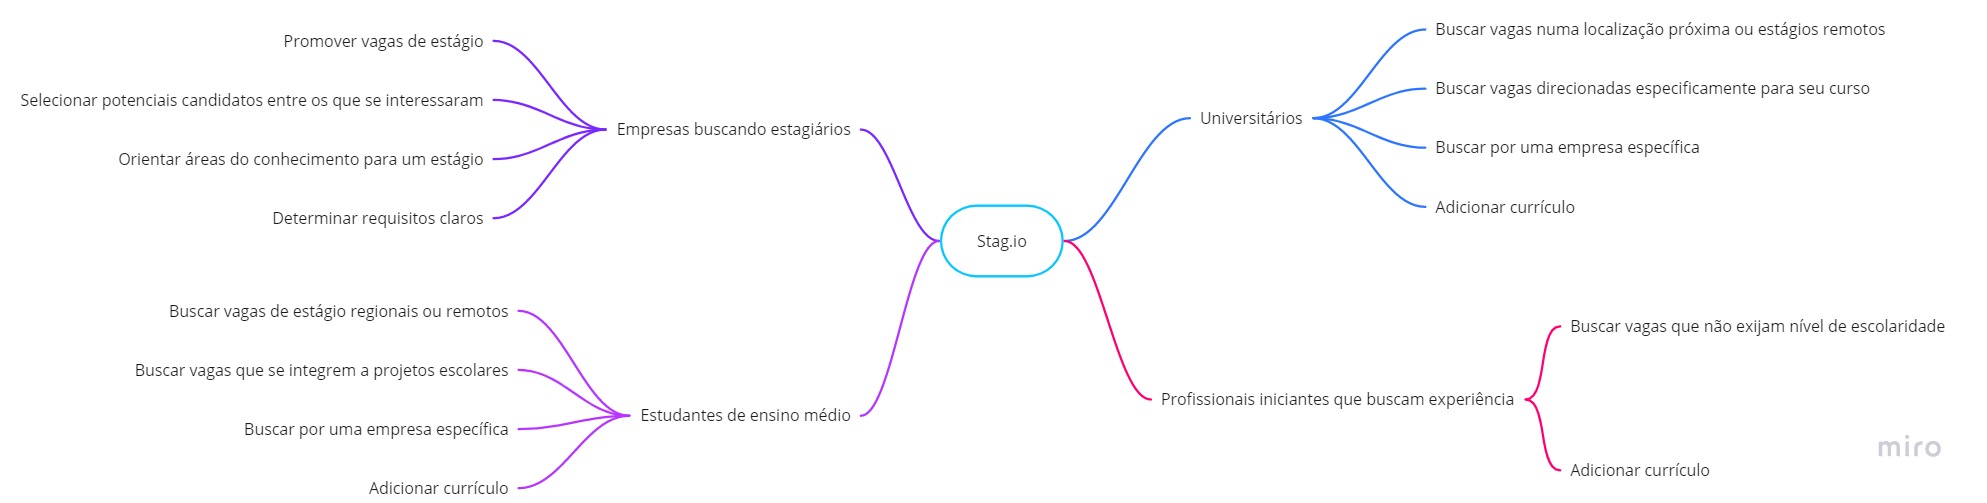 Promover vagas de estágio
Selecionar potenciais candidatos entre os que se interessaram
Orientar áreas do conhecimento para um estágio
Determinar requisitos claros
Empresas buscando estagiários
Buscar vagas de estágio regionais ou remotos
Buscar vagas que se integrem a projetos escolares
Buscar por uma empresa específica
Adicionar currículo
Estudantes de ensino médio
Stag.io
Universitários
Buscar vagas numa localização próxima ou estágios remotos
Buscar vagas direcionadas especificamente para seu curso
Buscar por uma empresa específica
Adicionar currículo
Profissionais iniciantes que buscam experiência
Buscar vagas que não exijam nível de escolaridade
Adicionar currículo
miro